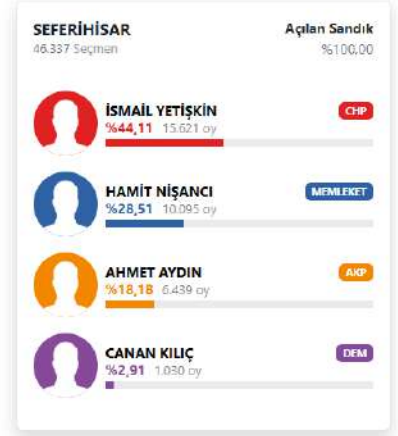 SEFERİHİSAR Açılan Sandık
46.337 Seçmen %100,00
İSMAİL YETİŞKİN CHP
%44,11 15.621 oy
HAMİT NİŞANCI MEMLEKET
%28,51 10.095 oy
AHMET AYDIN AKP
%18,18 6.439 oy
CANAN KILIÇ DEM
%2,91 1.030 oy